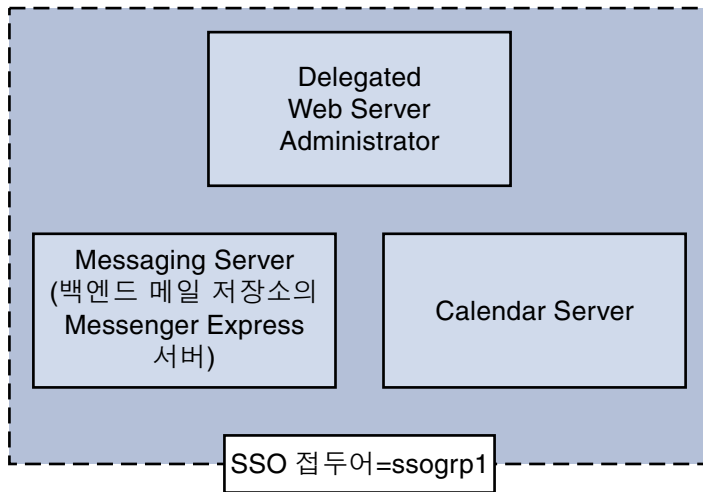 Delegated
Web Server
Administrator
Messaging Server
(백엔드 메일 저장소의
Messenger Express
서버)
Calendar Server
SSO 접두어=ssogrp1